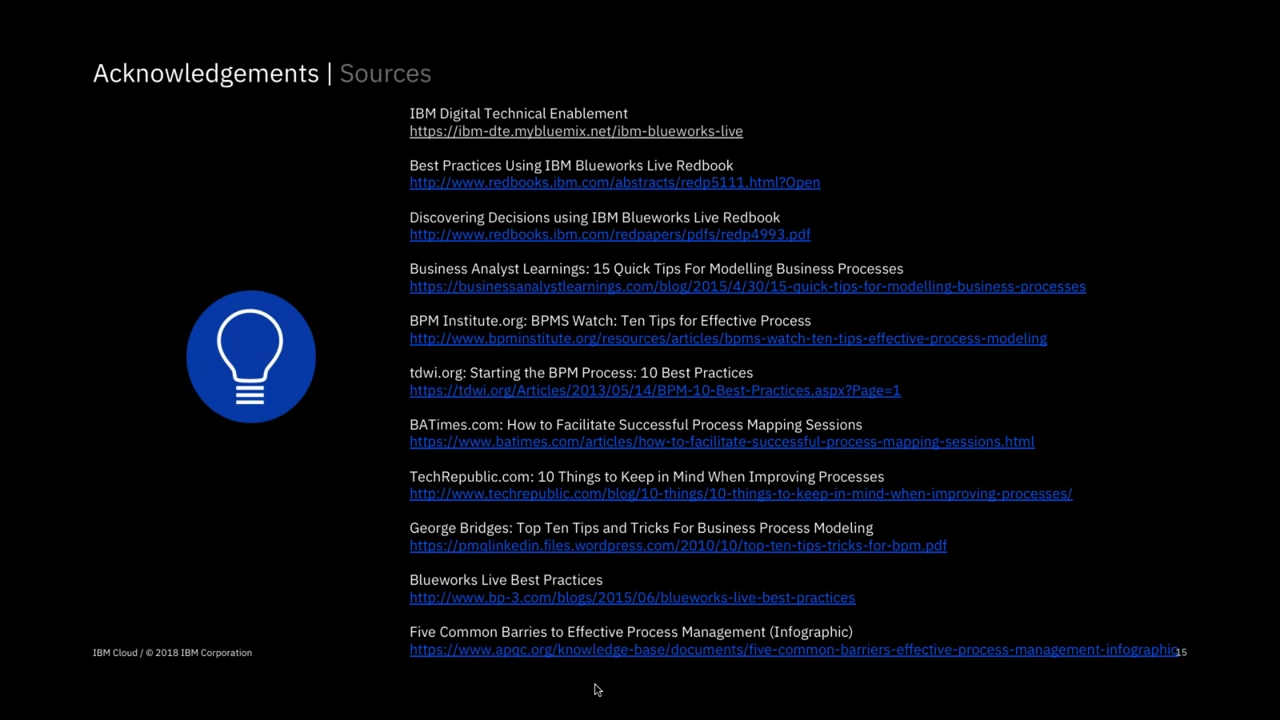 Acknowledgements | Sources
IBM Digital Technical Enablement
https://ibm-dte.mybluemix.net/ibm-blueworks-live
Best Practices Using IBM Blueworks Live Redbook
http://www.redbooks.ibm.com/abstracts/redp5111.html?Open
Discovering Decisions using IBM Blueworks Live Redbook
http://www.redbooks.ibm.com/redpapers/pdfs/redp4993.pdf
Business Analyst Learnings: 15 Quick Tips For Modelling Business Processes
https://businessanalystlearnings.com/blog/2015/4/30/15-quick-tips-for-modelling-business-processes
BPM Institute.org: BPMS Watch: Ten Tips for Effective Process
http://www.bpminstitute.org/resources/articles/bpms-watch-ten-tips-effective-process-modeling
tdwi.org: Starting the BPM Process: 10 Best Practices
https://tdwi.org/Articles/2013/05/14/BPM-10-Best-Practices.aspx?Page=1
BATimes.com: How to Facilitate Successful Process Mapping Sessions
https://www.batimes.com/articles/how-to-facilitate-successful-process-mapping-sessions.html
TechRepublic.com: 10 Things to Keep in Mind When Improving Processes
http://www.techrepublic.com/blog/10-things/10-things-to-keep-in-mind-when-improving-processes/
George Bridges: Top Ten Tips and Tricks For Business Process Modeling
https://pmqlinkedin.files.wordpress.com/2010/10/top-ten-tips-tricks-for-bpm.pdf
Blueworks Live Best Practices
http://www.bp-3.com/blogs/2015/06/blueworks-live-best-practices
Five Common Barries to Effective Process Management (Infographic)
https://www.apqc.org/knowledge-base/documents/five-common-barriers-effective-process-management-infographic
IBM Cloud / © 2018 IBM Corporation
15